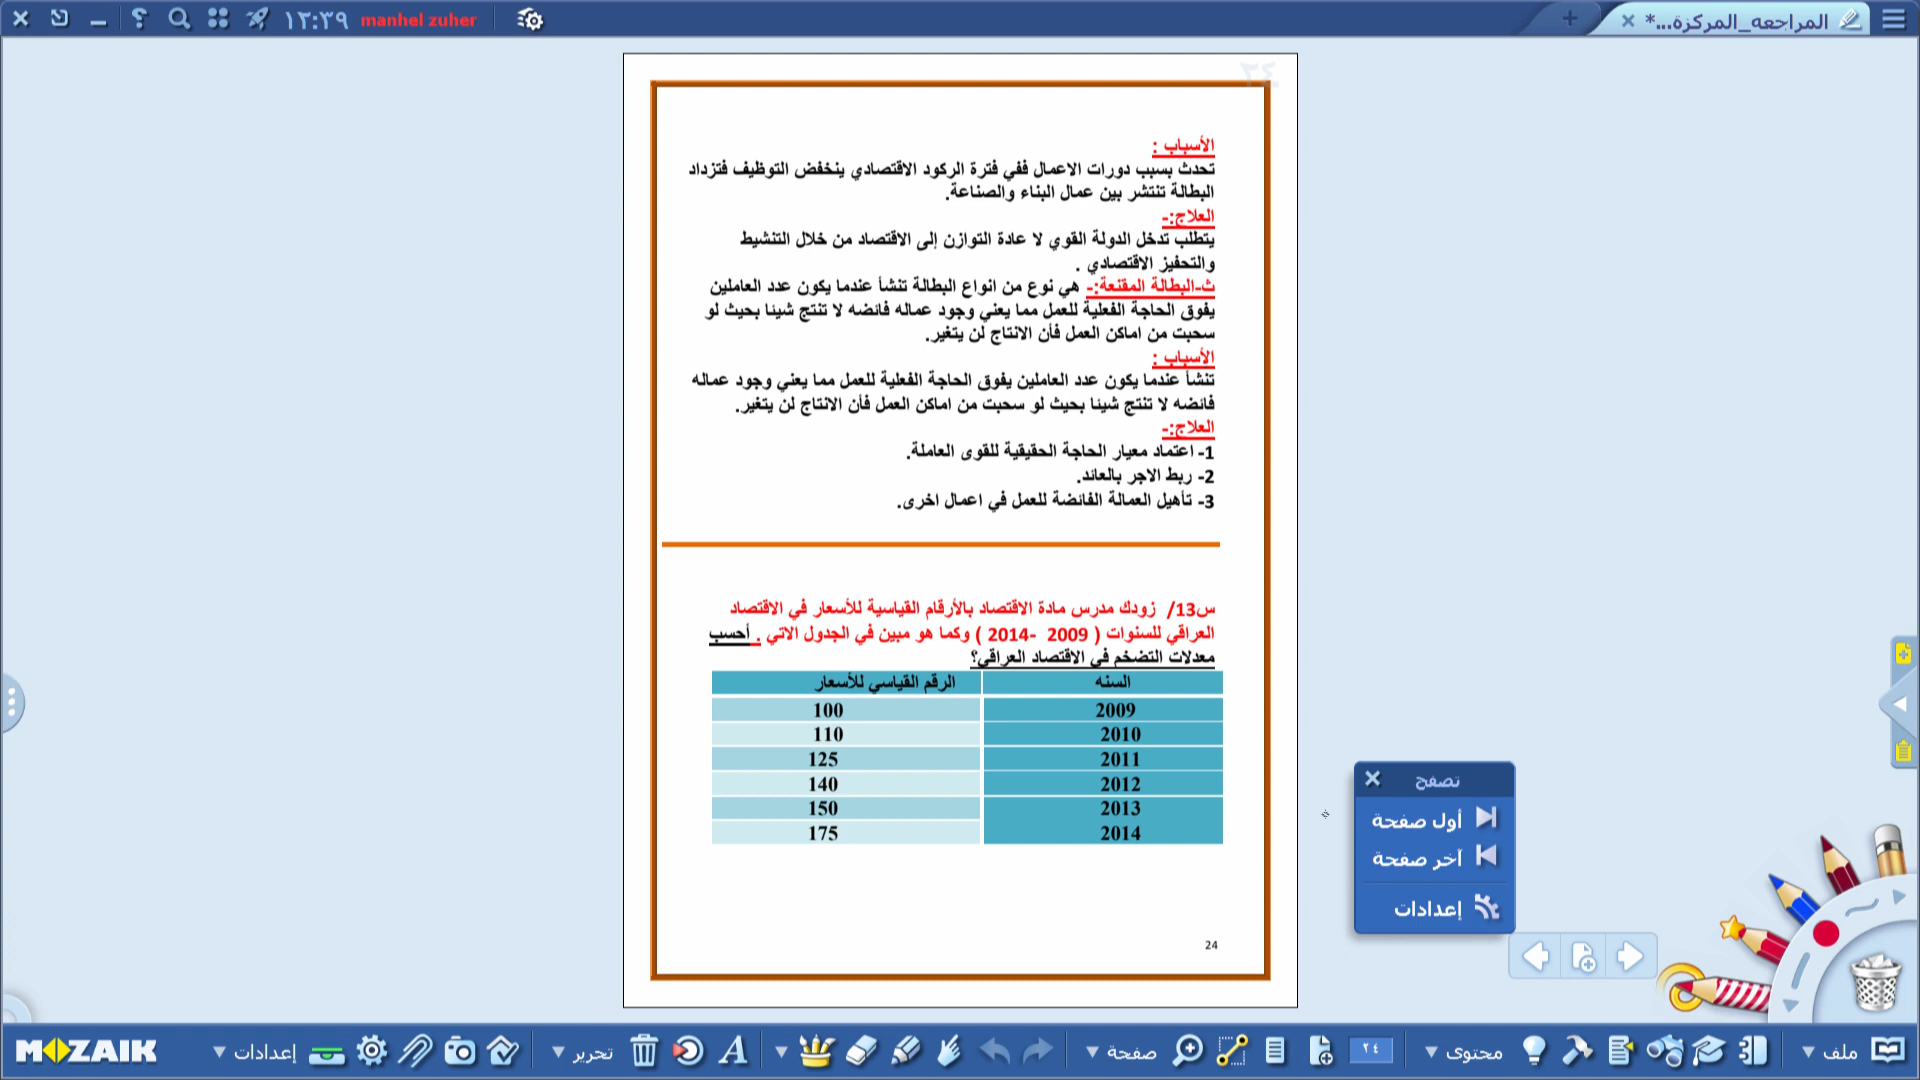 المراجعه_المركزة...*
manhel zuher
١٢:٣٩
٢٤
الأسباب :
تحدث بسبب دورات الاعمال ففي فترة الركود الاقتصادي ينخفض التوظيف فتزداد
البطالة تنتشر بين عمال البناء والصناعة.
العلاج:-
يتطلب تدخل الدولة القوي لا عادة التوازن إلى الاقتصاد من خلال التنشيط
والتحفيز الاقتصادي .
ث-البطالة المقنعة:- هي نوع من انواع البطالة تنشأ عندما يكون عدد العاملين
يفوق الحاجة الفعلية للعمل مما يعني وجود عماله فائضه لا تنتج شيئا بحيث لو
سحبت من اماكن العمل فأن الانتاج لن يتغير.
الأسباب :
تنشأ عندما يكون عدد العاملين يفوق الحاجة الفعلية للعمل مما يعني وجود عماله
فائضه لا تنتج شيئا بحيث لو سحبت من اماكن العمل فأن الانتاج لن يتغير.
العلاج:-
1- اعتماد معيار الحاجة الحقيقية للقوى العاملة.
2- ربط الاجر بالعائد.
3- تأهيل العمالة الفائضة للعمل في اعمال اخرى.
س13/ زودك مدرس مادة الاقتصاد بالأرقام القياسية للأسعار في الاقتصاد
العراقي للسنوات ( 2009 -2014 ) وكما هو مبين في الجدول الاتي . أحسب
معدلات التضخم في الاقتصاد العراقي؟
السنه الرقم القياسي للأسعار
2009 100
2010 110
2011 125
2012 140
2013 150
2014 175
24
تصفح
أول صفحة
آخر صفحة
إعدادات
ملف محتوى ٢٤ صفحة تحرير إعدادات MOZAIK